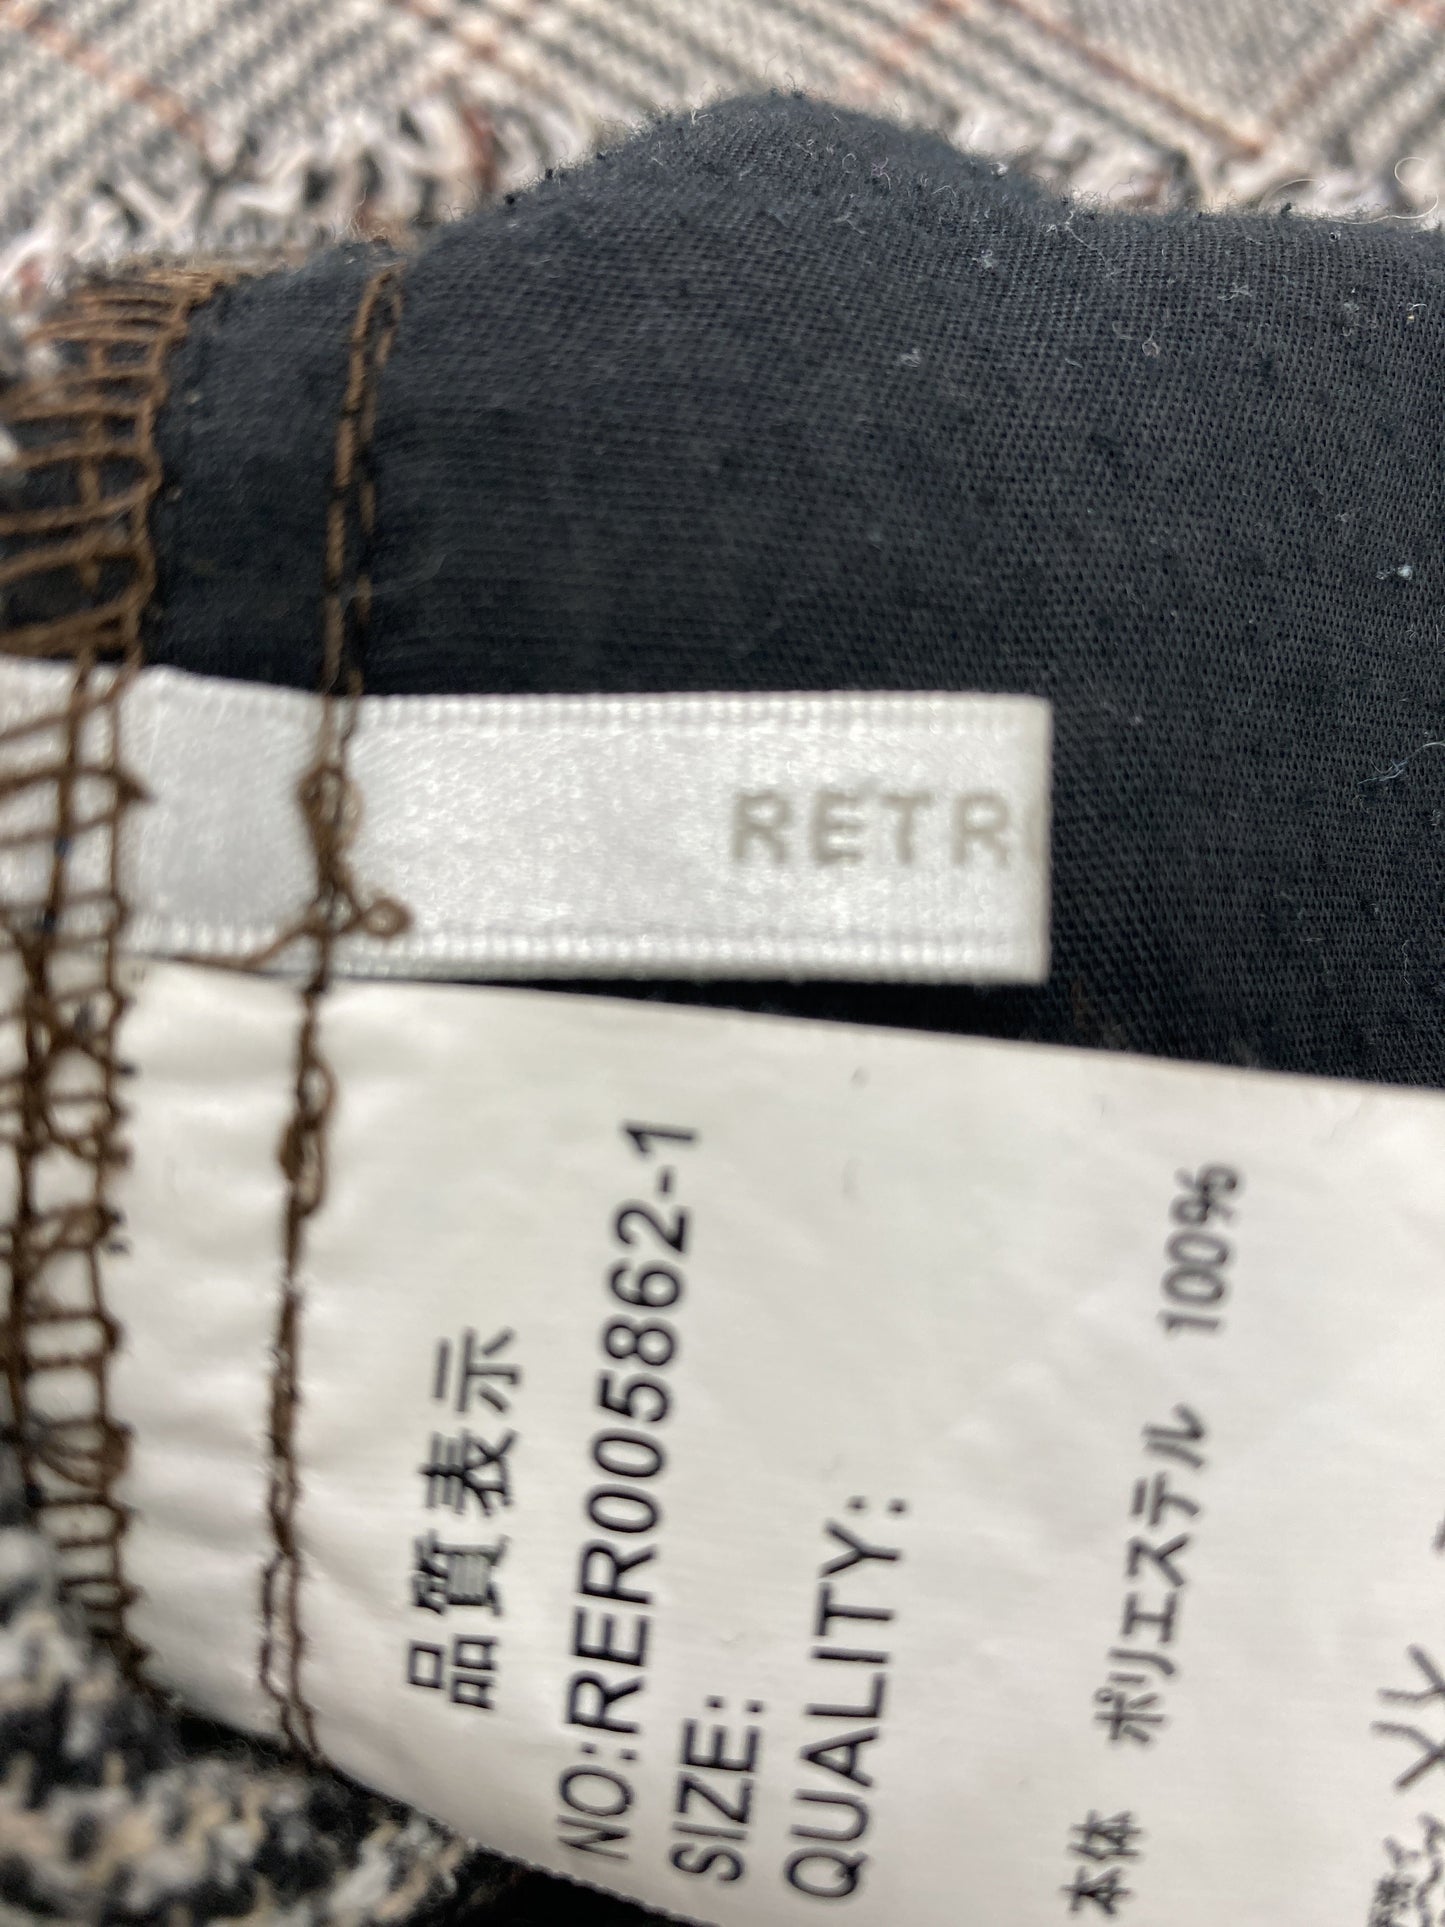 RETR
品質表示
NO:RER005862-1
SIZE:
QUALITY:
本体 ポリエステル 100%